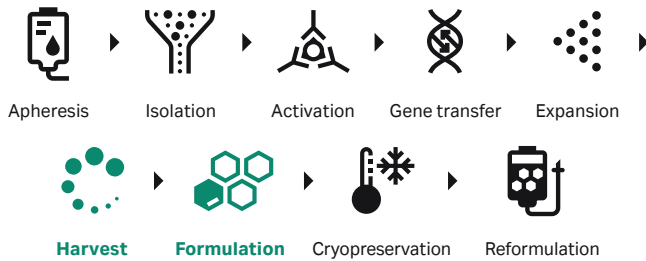 Apheresis Isolation Activation Gene transfer Expansion
Harvest Formulation Cryopreservation Reformulation